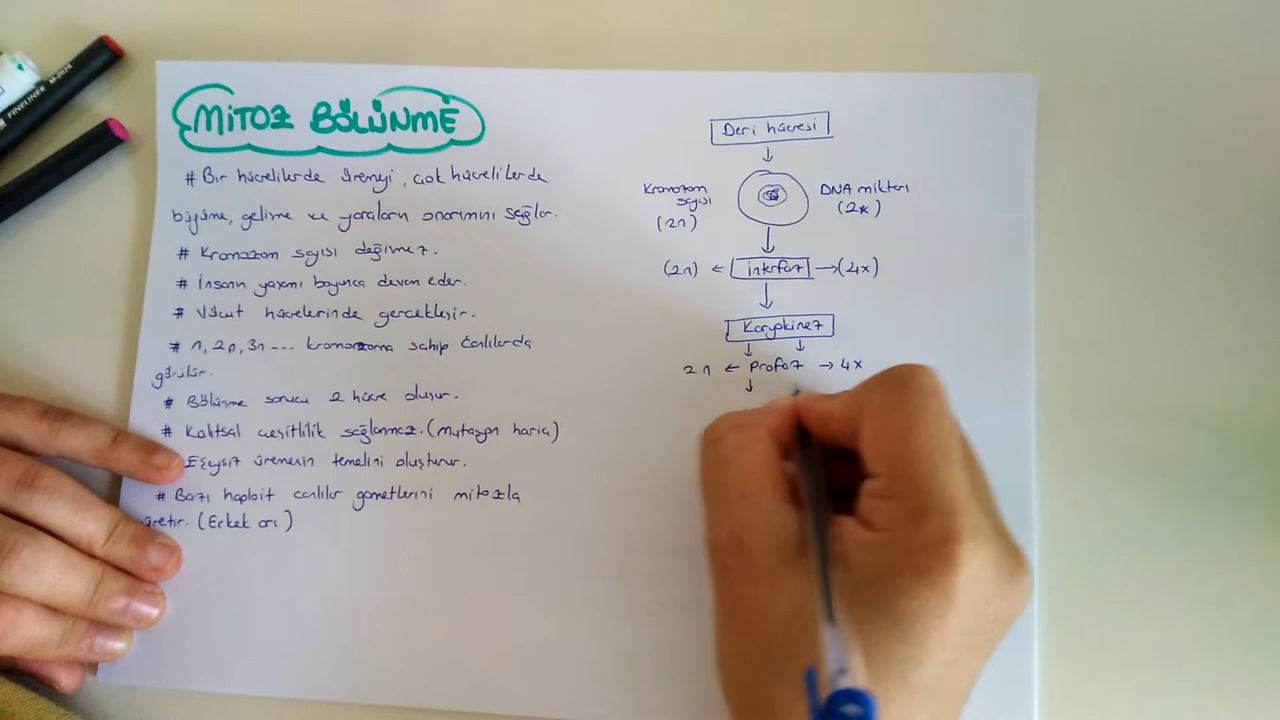 FINELINER M-2024
MİTOZ BÖLÜNME
# Bir hücrelilerde üremeyi, çok hücrelilerde
büyüme, gelişme ve yaraların onarımını sağlar.
# Kromozom sayısı değişmez.
# İnsanın yaşamı boyunca devam eder.
# Vücut hücrelerinde gerçekleşir.
# n, 2n, 3n --- kromozoma sahip canlılarda
görülür.
# Bölünme sonucu 2 hücre oluşur.
# Kalıtsal çeşitlilik sağlanmaz. (Mutasyon hariç)
Eşeysiz üremenin temelini oluşturur.
# Bazı haploit canlılar gametlerini mitozla
üretir. (Erkek arı)
Deri hücresi
↓
Kromozom sayısı (2n)
DNA miktarı (2x)
↓
(2n) ← İnterfaz → (4x)
↓
Karyokinez
↓ ↓
2n ← Profaz → 4x
↓